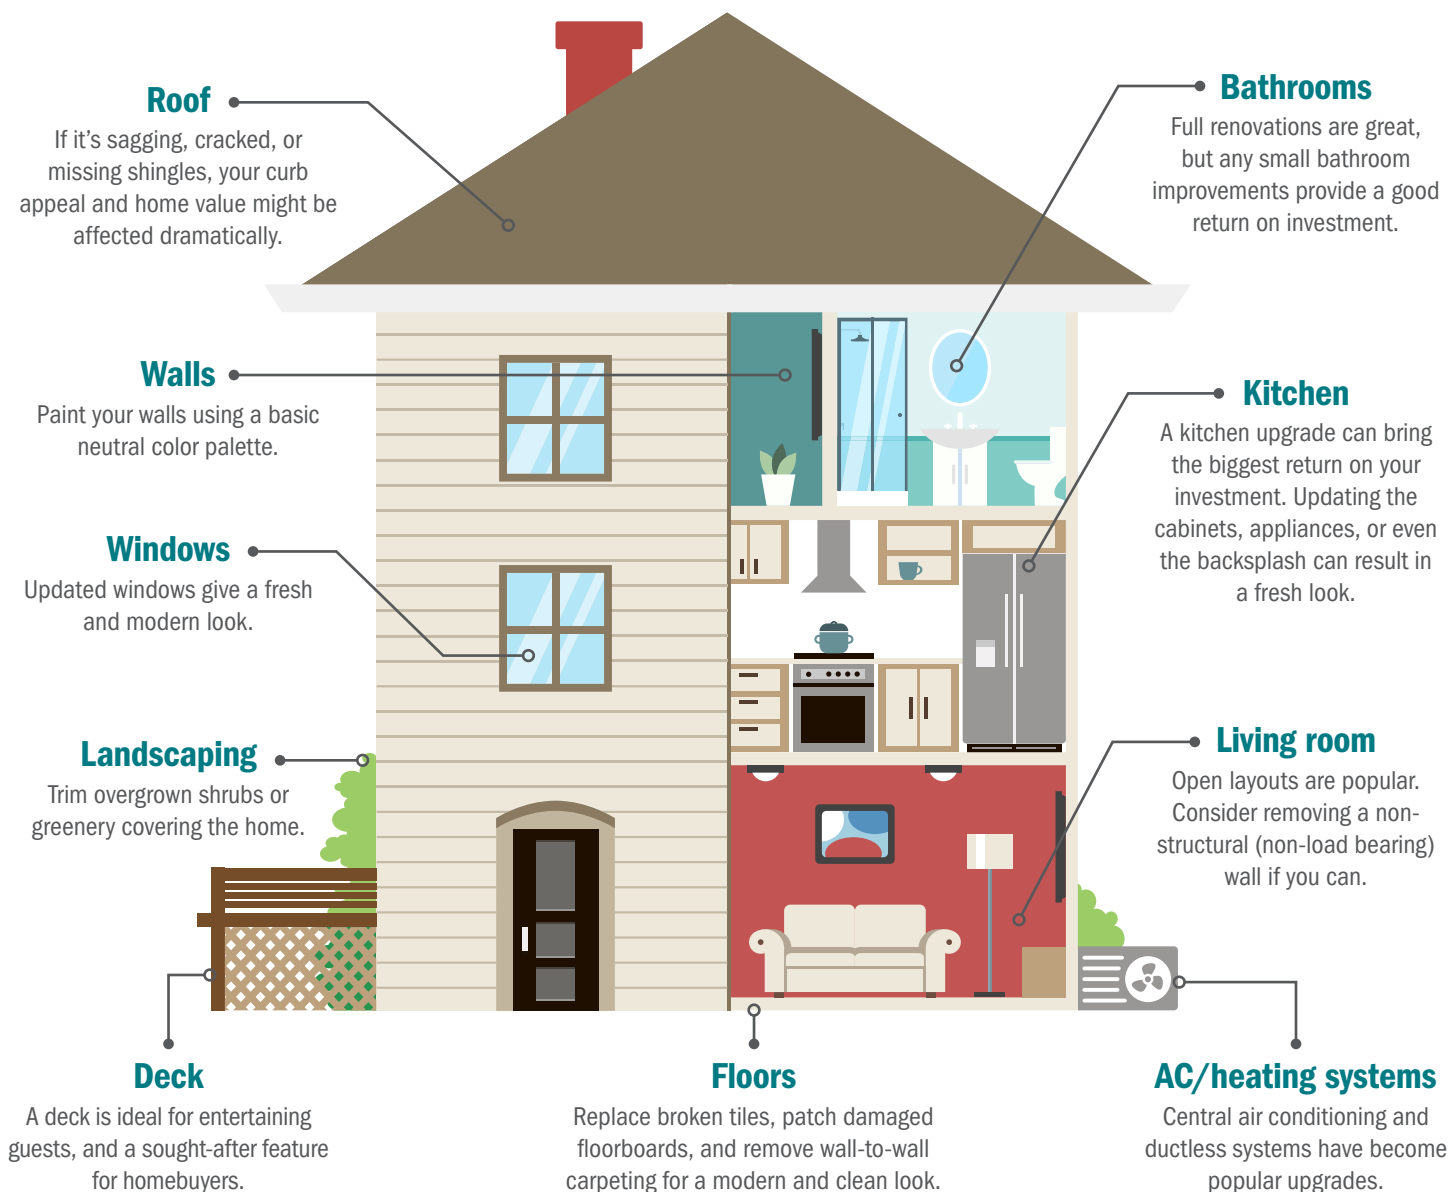 Roof
If it's sagging, cracked, or
missing shingles, your curb
appeal and home value might be
affected dramatically.
Bathrooms
Full renovations are great,
but any small bathroom
improvements provide a good
return on investment.
Walls
Paint your walls using a basic
neutral color palette.
Kitchen
A kitchen upgrade can bring
the biggest return on your
investment. Updating the
cabinets, appliances, or even
the backsplash can result in
a fresh look.
Windows
Updated windows give a fresh
and modern look.
Landscaping
Trim overgrown shrubs or
greenery covering the home.
Living room
Open layouts are popular.
Consider removing a non-
structural (non-load bearing)
wall if you can.
Deck
A deck is ideal for entertaining
guests, and a sought-after feature
for homebuyers.
Floors
Replace broken tiles, patch damaged
floorboards, and remove wall-to-wall
carpeting for a modern and clean look.
AC/heating systems
Central air conditioning and
ductless systems have become
popular upgrades.